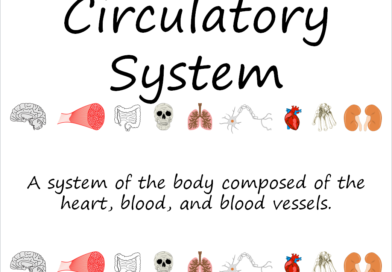 Circulatory
System
A system of the body composed of the
heart, blood, and blood vessels.